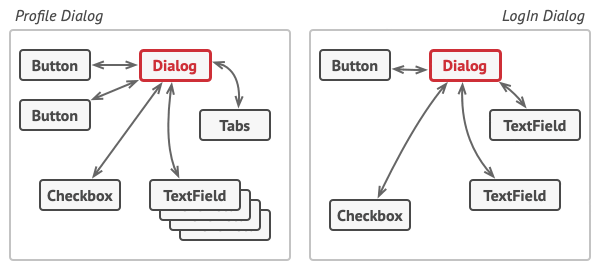 Profile Dialog
Button
Dialog
Button
Tabs
Checkbox
TextField
LogIn Dialog
Button
Dialog
TextField
TextField
Checkbox